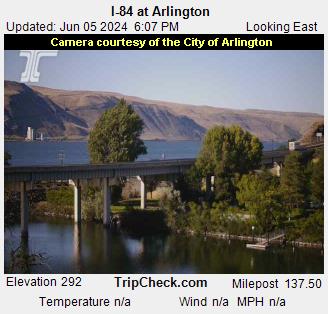 I-84 at Arlington
Updated: Jun 05 2024 6:07 PM Looking East
Camera courtesy of the City of Arlington
Elevation 292 TripCheck.com Milepost 137.50
Temperature n/a Wind n/a MPH n/a